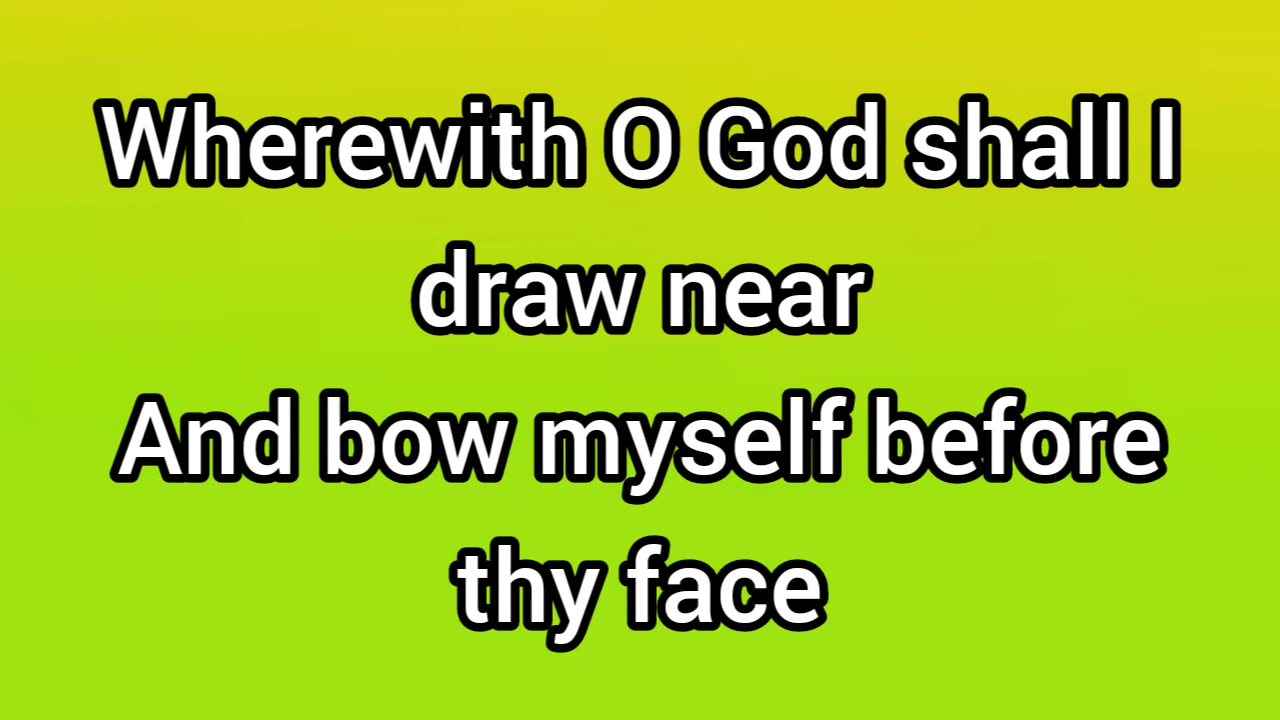 Wherewith O God shall I
draw near
And bow myself before
thy face